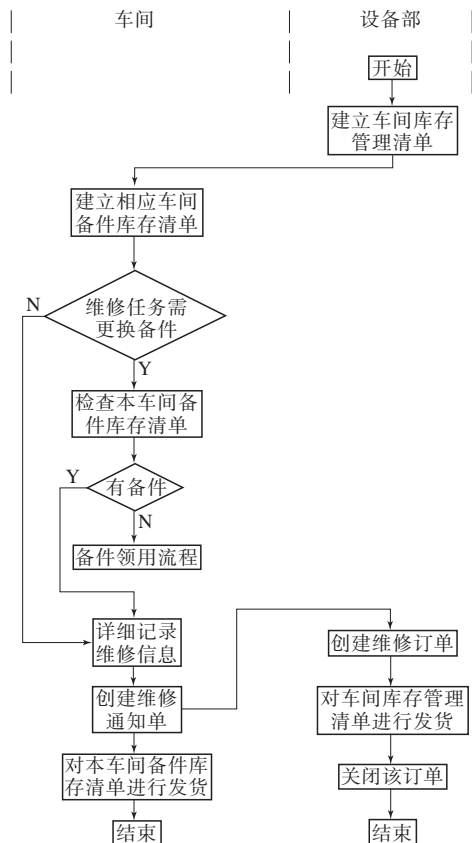 车间
设备部
开始
建立车间库存
管理清单
建立相应车间
备件库存清单
N
维修任务需
更换备件
Y
检查本车间备
件库存清单
Y
有备件
N
备件领用流程
详细记录
维修信息
创建维修订单
创建维修
通知单
对车间库存管理
清单进行发货
对本车间备件库
存清单进行发货
关闭该订单
结束
结束